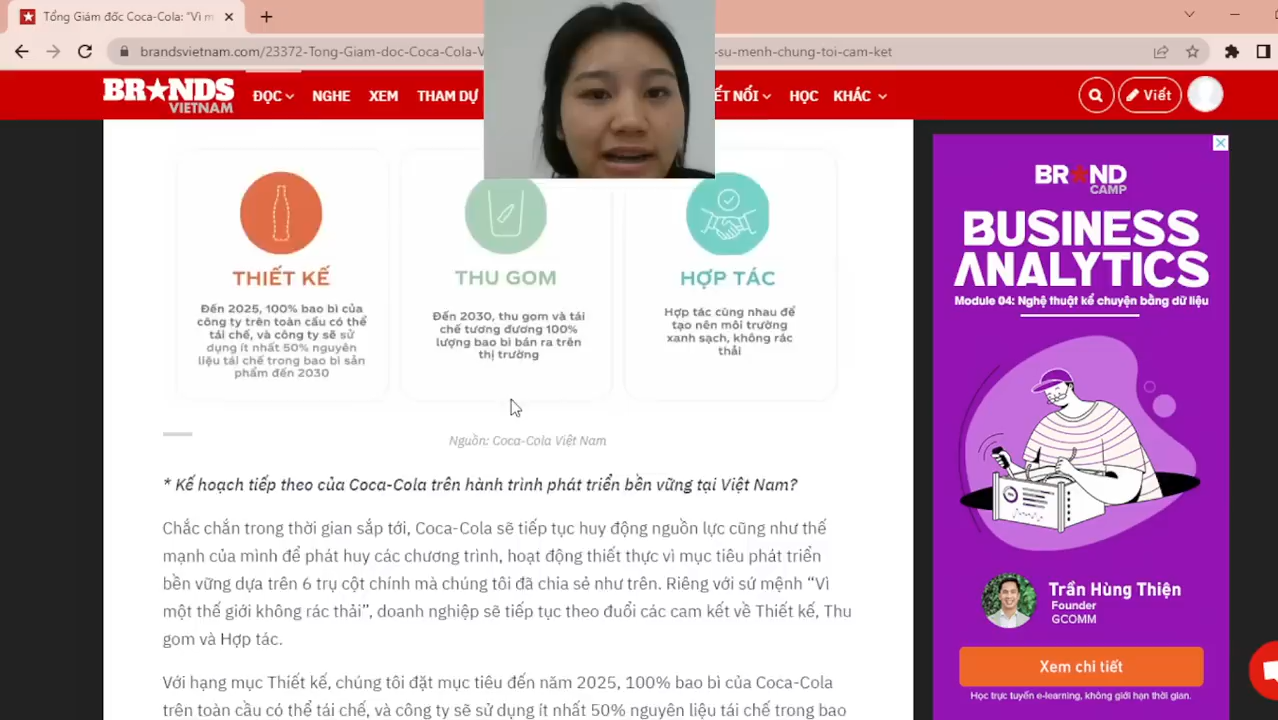 Tổng Giám đốc Coca-Cola: "Vì m
brandsvietnam.com/23372-Tong-Giam-doc-Coca-Cola-V
su-menh-chung-toi-cam-ket
BRANDS
VIETNAM
ĐỌC
NGHE
XEM
THAM DỰ
ẾT NỐI
HỌC
KHÁC
Viết
THIẾT KẾ
Đến 2025, 100% bao bì của
công ty trên toàn cầu có thể
tái chế, và công ty sẽ sử
dụng ít nhất 50% nguyên
liệu tái chế trong bao bì sản
phẩm đến 2030
THU GOM
Đến 2030, thu gom và tái
chế tương đương 100%
lượng bao bì bán ra trên
thị trường
HỢP TÁC
Hợp tác cùng nhau để
tạo nên môi trường
xanh sạch, không rác
thải
Nguồn: Coca-Cola Việt Nam
* Kế hoạch tiếp theo của Coca-Cola trên hành trình phát triển bền vững tại Việt Nam?
Chắc chắn trong thời gian sắp tới, Coca-Cola sẽ tiếp tục huy động nguồn lực cũng như thế
mạnh của mình để phát huy các chương trình, hoạt động thiết thực vì mục tiêu phát triển
bền vững dựa trên 6 trụ cột chính mà chúng tôi đã chia sẻ như trên. Riêng với sứ mệnh "Vì
một thế giới không rác thải", doanh nghiệp sẽ tiếp tục theo đuổi các cam kết về Thiết kế, Thu
gom và Hợp tác.
Với hạng mục Thiết kế, chúng tôi đặt mục tiêu đến năm 2025, 100% bao bì của Coca-Cola
trên toàn cầu có thể tái chế, và công ty sẽ sử dụng ít nhất 50% nguyên liệu tái chế trong bao
BRAND
CAMP
BUSINESS
ANALYTICS
Module 04: Nghệ thuật kể chuyện bằng dữ liệu
Trần Hùng Thiện
Founder
GCOMM
Xem chi tiết
Học trực tuyến e-learning, không giới hạn thời gian.